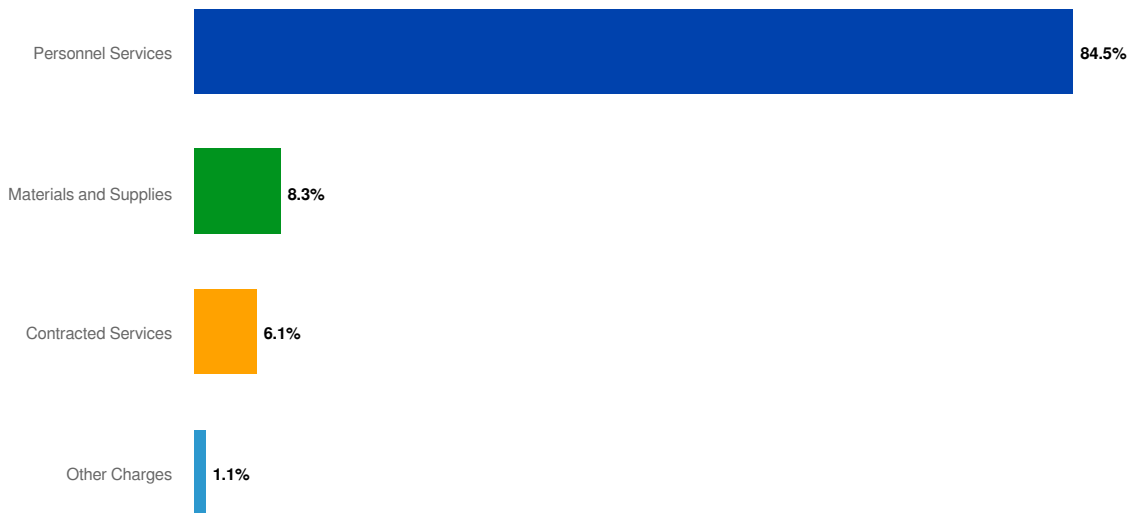 Personnel Services
84.5%
Materials and Supplies
8.3%
Contracted Services
6.1%
Other Charges
1.1%